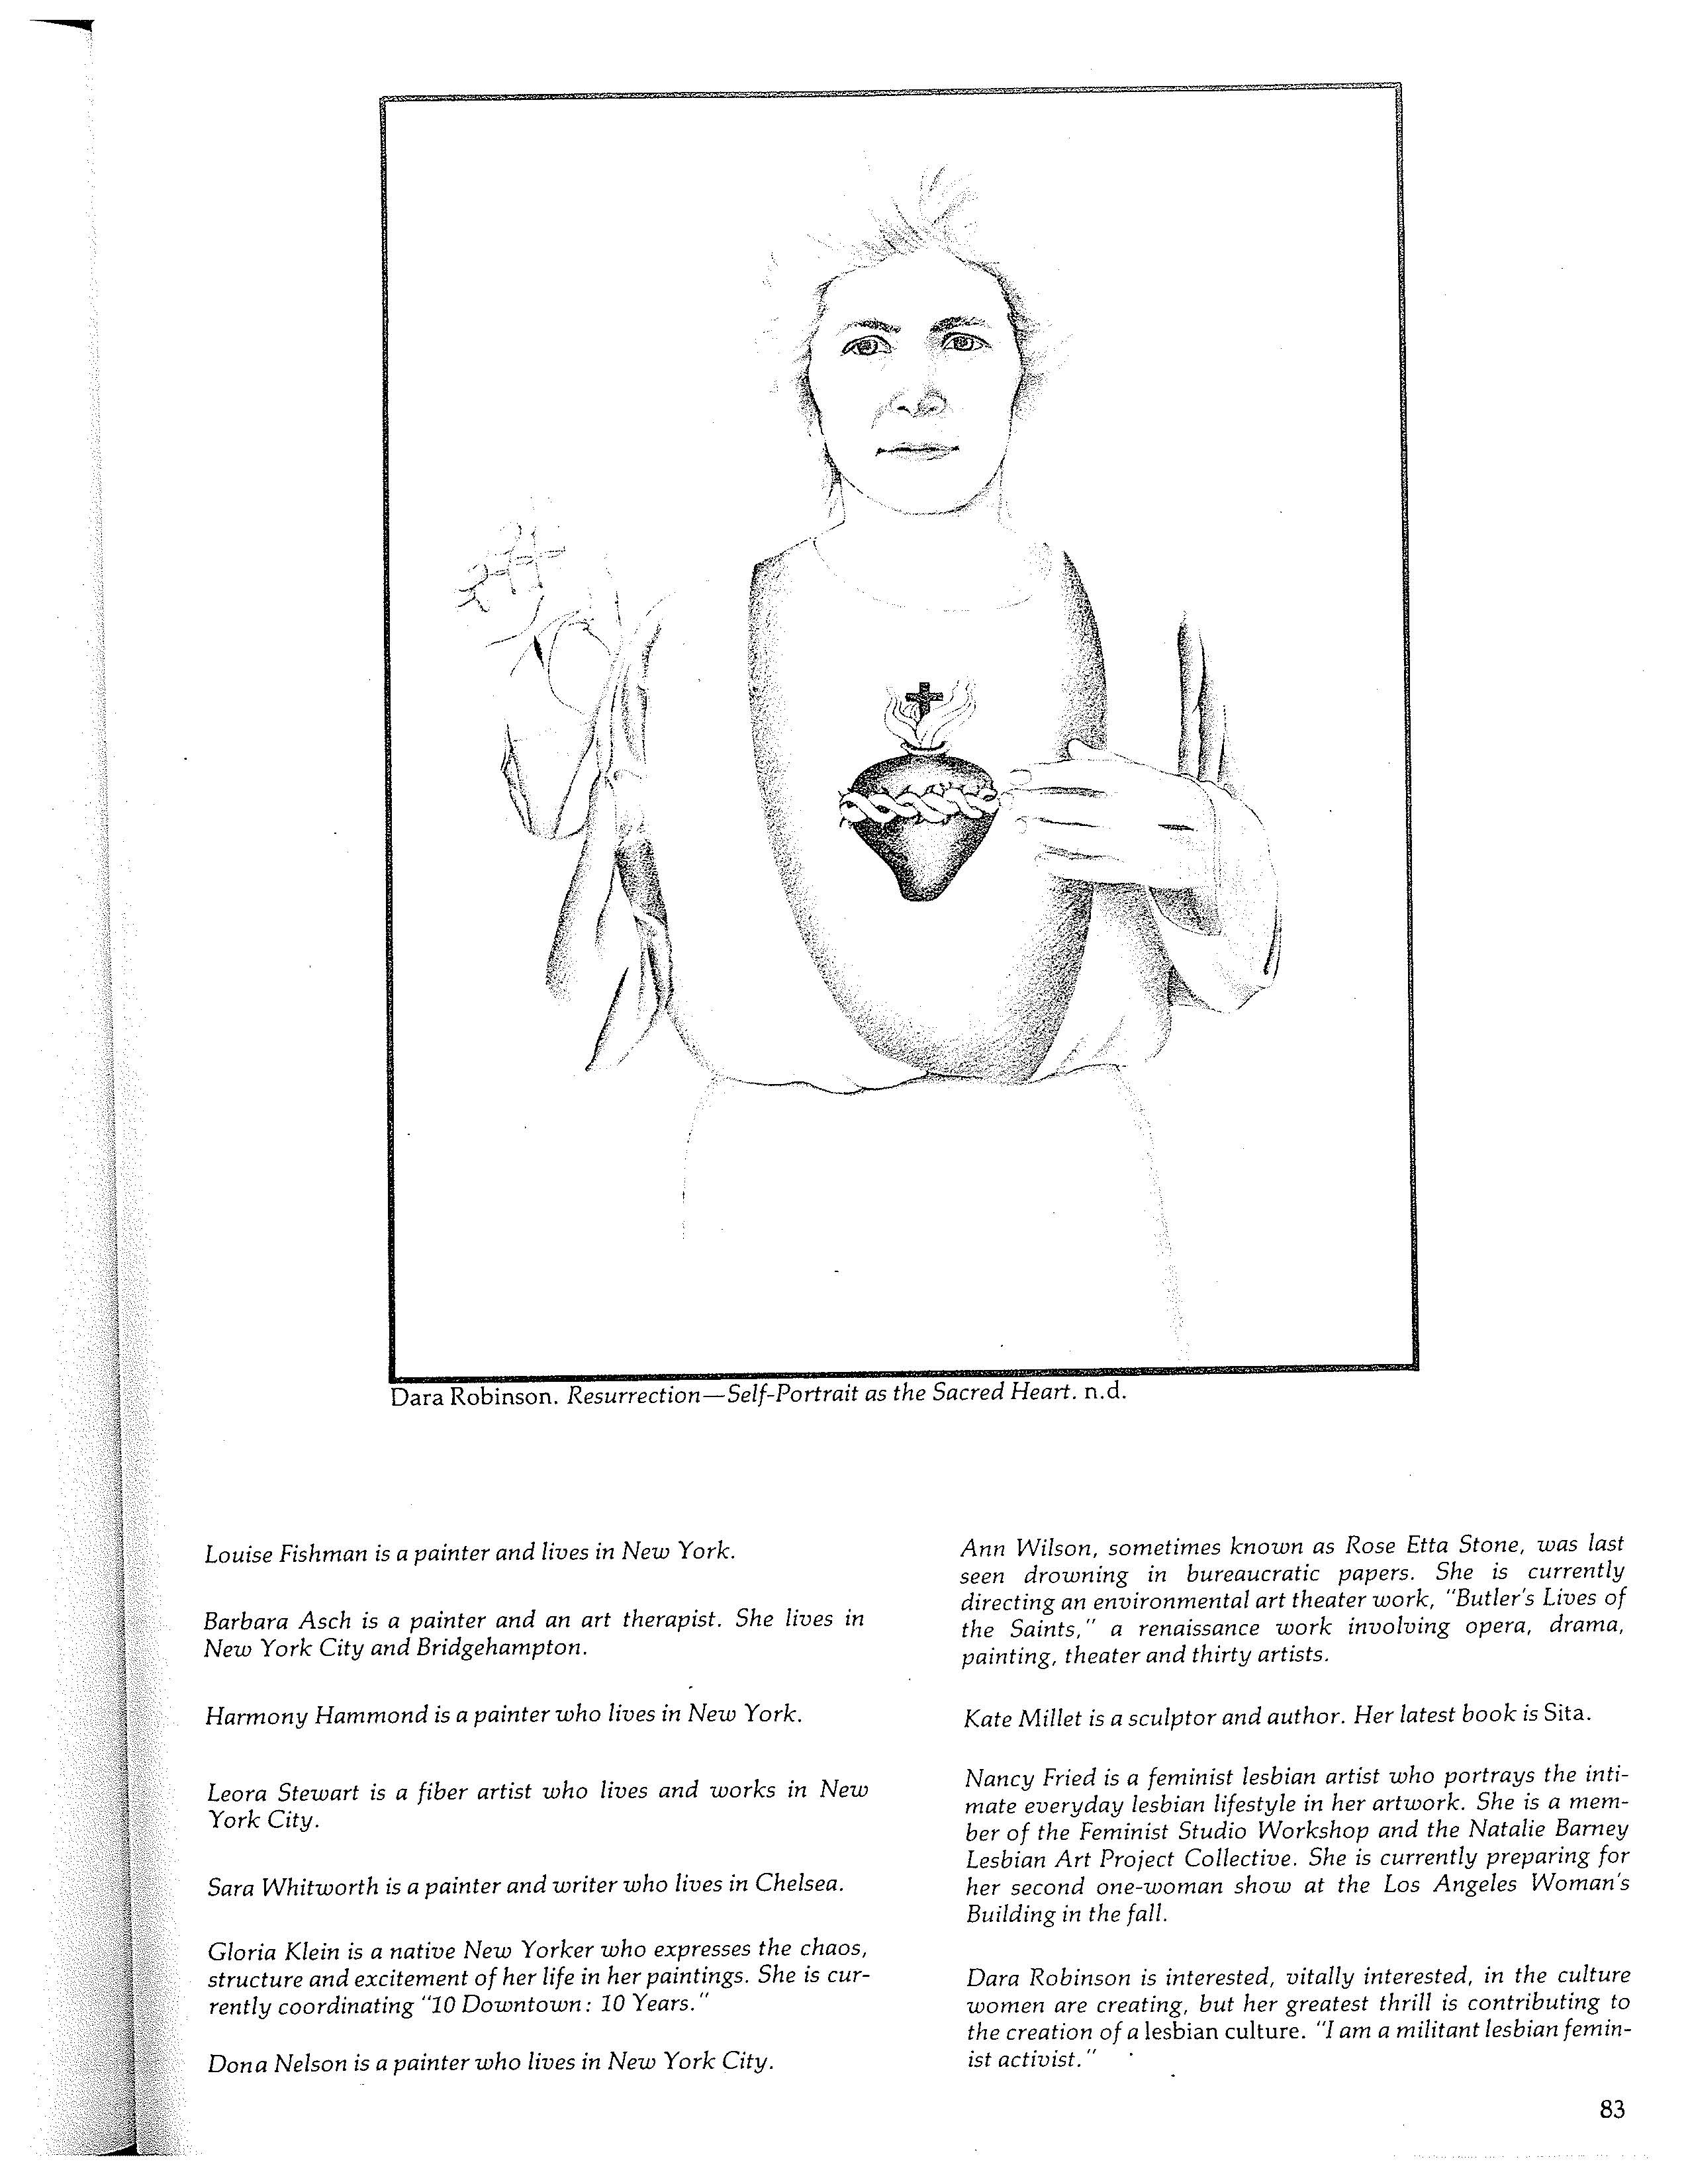 Dara Robinson. Resurrection—Self-Portrait as the Sacred Heart. n.d.
Louise Fishman is a painter and lives in New York.
Barbara Asch is a painter and an art therapist. She lives in
New York City and Bridgehampton.
Harmony Hammond is a painter who lives in New York.
Leora Stewart is a fiber artist who lives and works in New
York City.
Sara Whitworth is a painter and writer who lives in Chelsea.
Gloria Klein is a native New Yorker who expresses the chaos,
structure and excitement of her life in her paintings. She is cur-
rently coordinating "10 Downtown: 10 Years."
Dona Nelson is a painter who lives in New York City.
Ann Wilson, sometimes known as Rose Etta Stone, was last
seen drowning in bureaucratic papers. She is currently
directing an environmental art theater work, "Butler's Lives of
the Saints," a renaissance work involving opera, drama,
painting, theater and thirty artists.
Kate Millet is a sculptor and author. Her latest book is Sita.
Nancy Fried is a feminist lesbian artist who portrays the inti-
mate everyday lesbian lifestyle in her artwork. She is a mem-
ber of the Feminist Studio Workshop and the Natalie Barney
Lesbian Art Project Collective. She is currently preparing for
her second one-woman show at the Los Angeles Woman's
Building in the fall.
Dara Robinson is interested, vitally interested, in the culture
women are creating, but her greatest thrill is contributing to
the creation of a lesbian culture. "I am a militant lesbian femin-
ist activist."
83